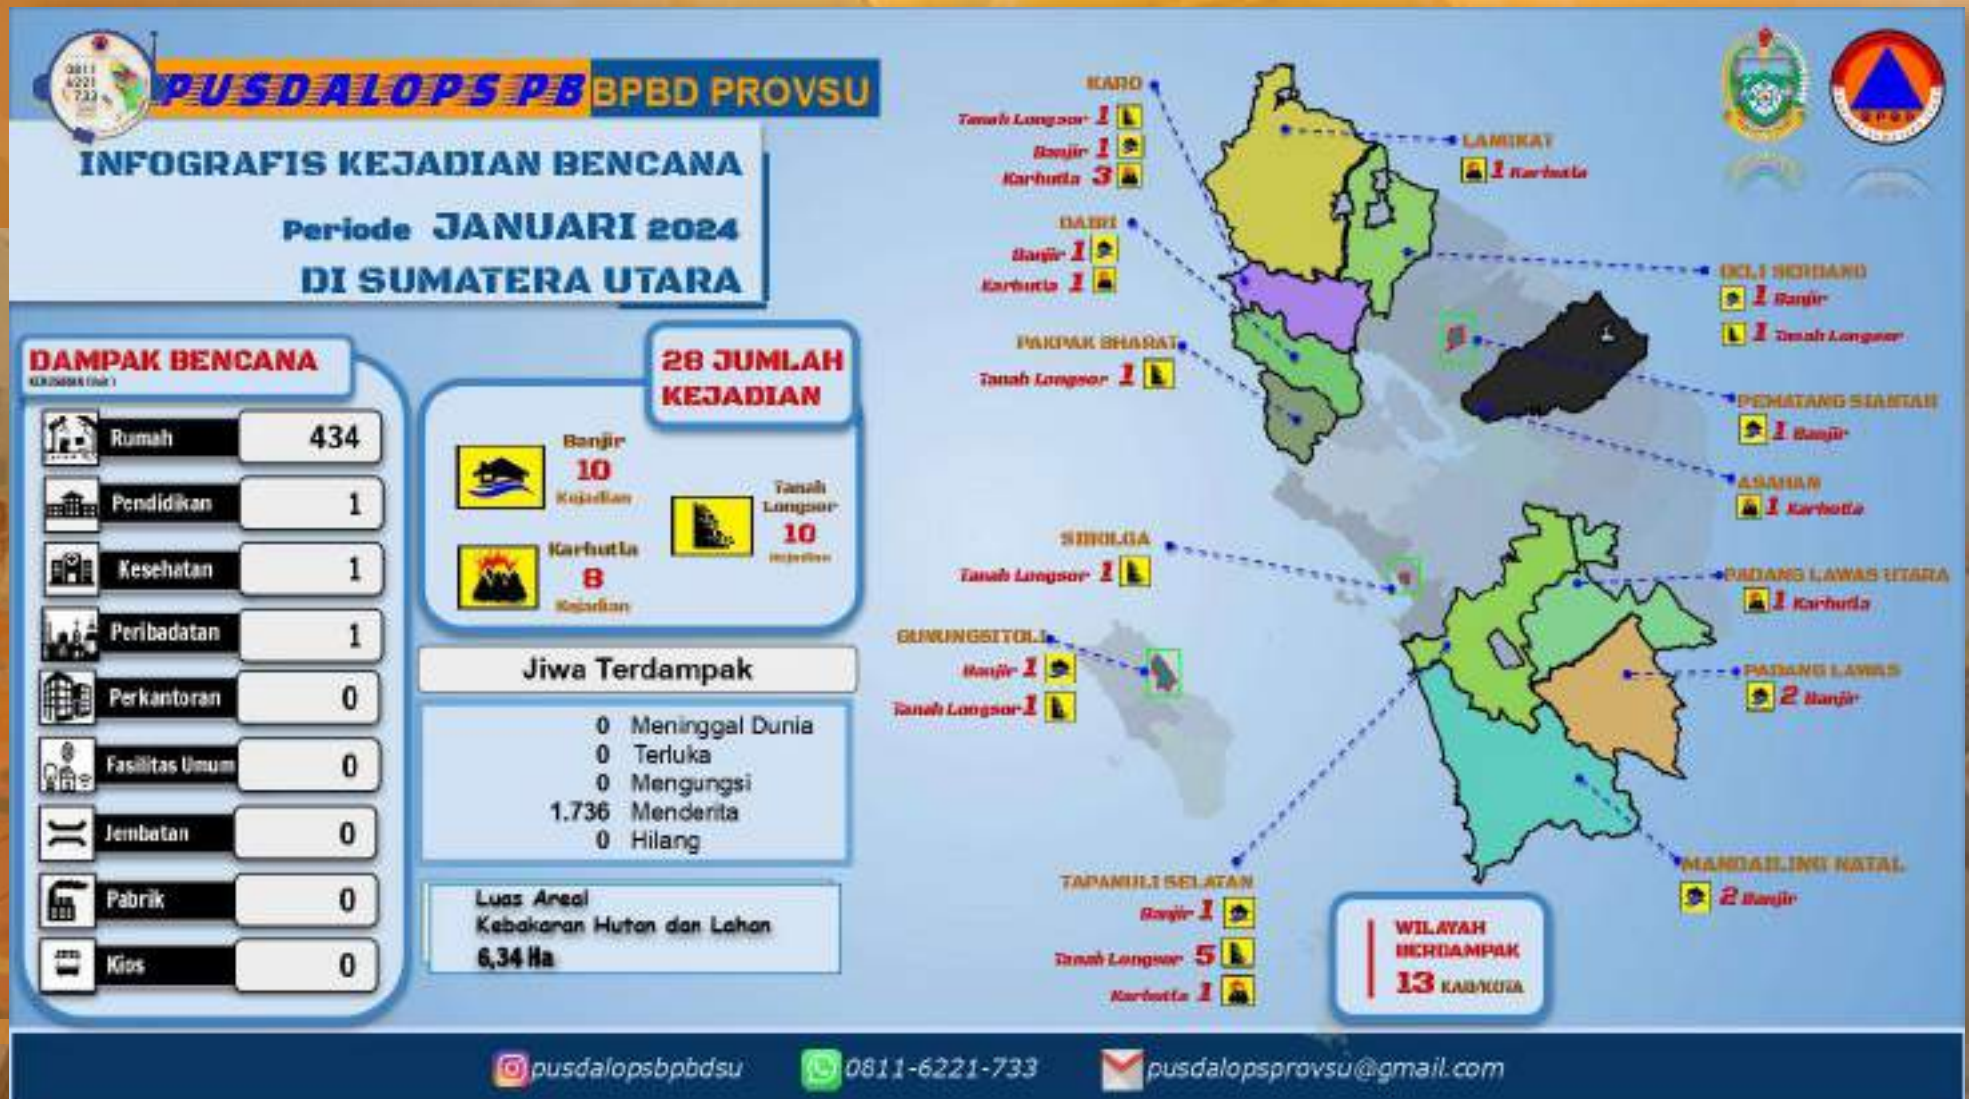 0811
6221
733
PUSDALOPS PB BPBD PROVSU
INFOGRAFIS KEJADIAN BENCANA
Periode JANUARI 2024
DI SUMATERA UTARA
DAMPAK BENCANA
Rumah 434
Pendidikan 1
Kesehatan 1
Peribadatan 1
Perkantoran 0
Fasilitas Umum 0
Jembatan 0
Pabrik 0
Kios 0
28 JUMLAH
KEJADIAN
Banjir
10
Kejadian
Tanah
Longsor
10
Kejadian
Karhutla
8
Kejadian
Jiwa Terdampak
0 Meninggal Dunia
0 Terluka
0 Mengungsi
1.736 Menderita
0 Hilang
Luas Areal
Kebakaran Hutan dan Lahan
6,34 Ha
KARO
Tanah Longsor 1
Banjir 1
Karhutla 3
DAIRI
Banjir 1
Karhutla 1
PAKPAK BHARAT
Tanah Longsor 1
SIBOLGA
Tanah Longsor 1
GUNUNGSITOLI
Banjir 1
Tanah Longsor 1
TAPANULI SELATAN
Banjir 1
Tanah Longsor 5
Karhutla 1
LANGKAT
1 Karhutla
DELI SERDANG
1 Banjir
1 Tanah Longsor
PEMATANG SIANTAR
1 Banjir
ASAHAN
1 Karhutla
PADANG LAWAS UTARA
1 Karhutla
PADANG LAWAS
2 Banjir
MANDAILING NATAL
2 Banjir
WILAYAH
BERDAMPAK
13 KAB/KOTA
BPBD
pusdalopsbpbdsu
0811-6221-733
pusdalopsprovsu@gmail.com